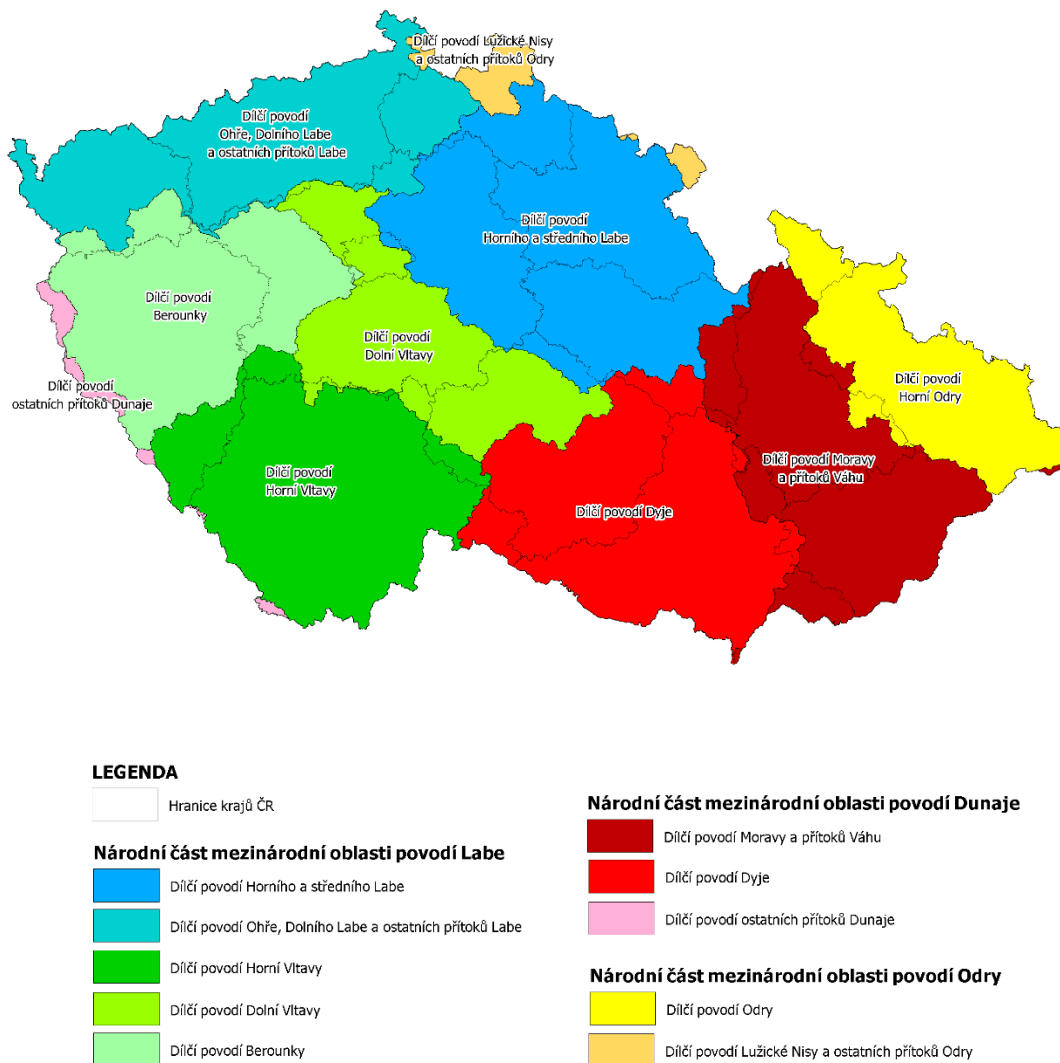 Dílčí povodí Lužické Nisy
a ostatních přítoků Odry
Dílčí povodí
Ohře, Dolního Labe
a ostatních přítoků Labe
Dílčí povodí
Horního a středního Labe
Dílčí povodí
Berounky
Dílčí povodí
Dolní Vltavy
Dílčí povodí
ostatních přítoků Dunaje
Dílčí povodí
Horní Odry
Dílčí povodí
Horní Vltavy
Dílčí povodí Moravy
a přítoků Váhu
Dílčí povodí Dyje
LEGENDA
Hranice krajů ČR
Národní část mezinárodní oblasti povodí Labe
Dílčí povodí Horního a středního Labe
Dílčí povodí Ohře, Dolního Labe a ostatních přítoků Labe
Dílčí povodí Horní Vltavy
Dílčí povodí Dolní Vltavy
Dílčí povodí Berounky
Národní část mezinárodní oblasti povodí Dunaje
Dílčí povodí Moravy a přítoků Váhu
Dílčí povodí Dyje
Dílčí povodí ostatních přítoků Dunaje
Národní část mezinárodní oblasti povodí Odry
Dílčí povodí Odry
Dílčí povodí Lužické Nisy a ostatních přítoků Odry